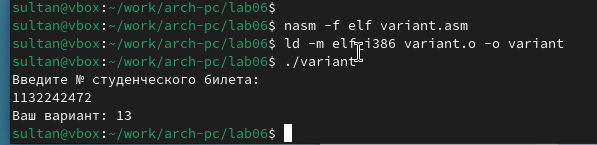 sultan@vbox:~/work/arch-pc/lab06$
sultan@vbox:~/work/arch-pc/lab06$ nasm -f elf variant.asm
sultan@vbox:~/work/arch-pc/lab06$ ld -m elf_i386 variant.o -o variant
sultan@vbox:~/work/arch-pc/lab06$ ./variant
Введите № студенческого билета:
1132242472
Ваш вариант: 13
sultan@vbox:~/work/arch-pc/lab06$